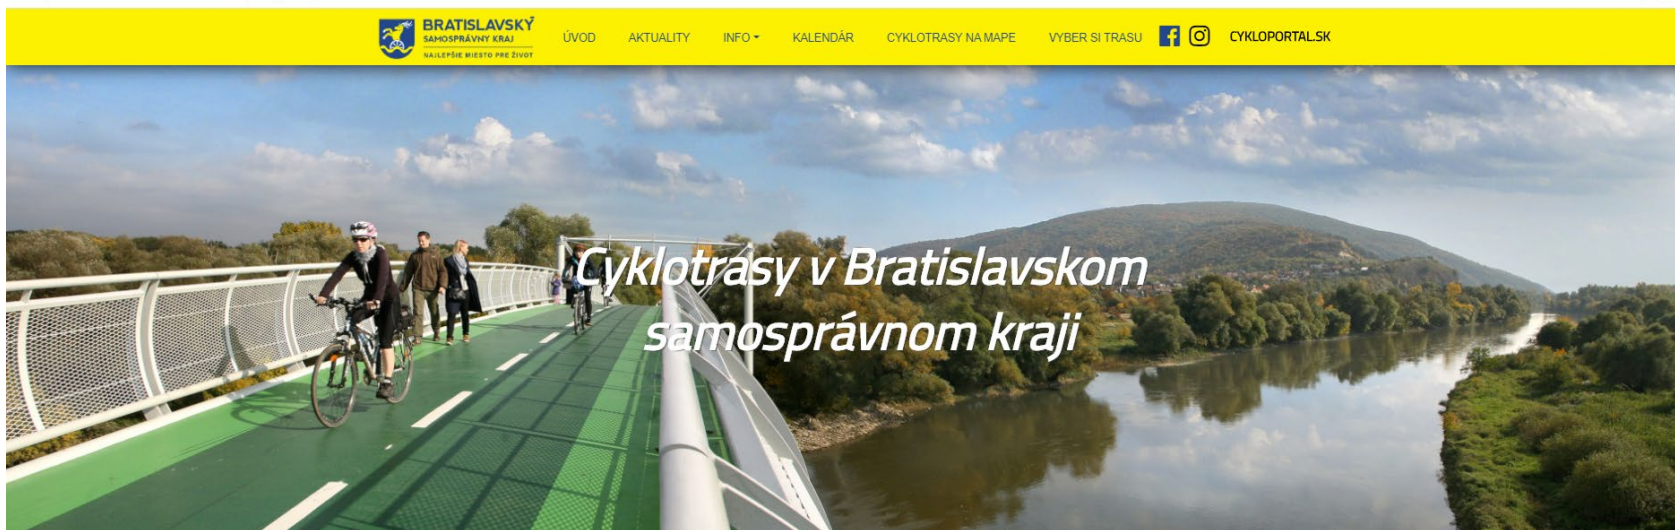 BRATISLAVSKÝ
SAMOSPRÁVNY KRAJ
NAJLEPŠIE MIESTO PRE ŽIVOT
ÚVOD
AKTUALITY
INFO
KALENDÁR
CYKLOTRASY NA MAPE
VYBER SI TRASU
CYKLOPORTAL.SK
Cyklotrasy v Bratislavskom
samosprávnom kraji